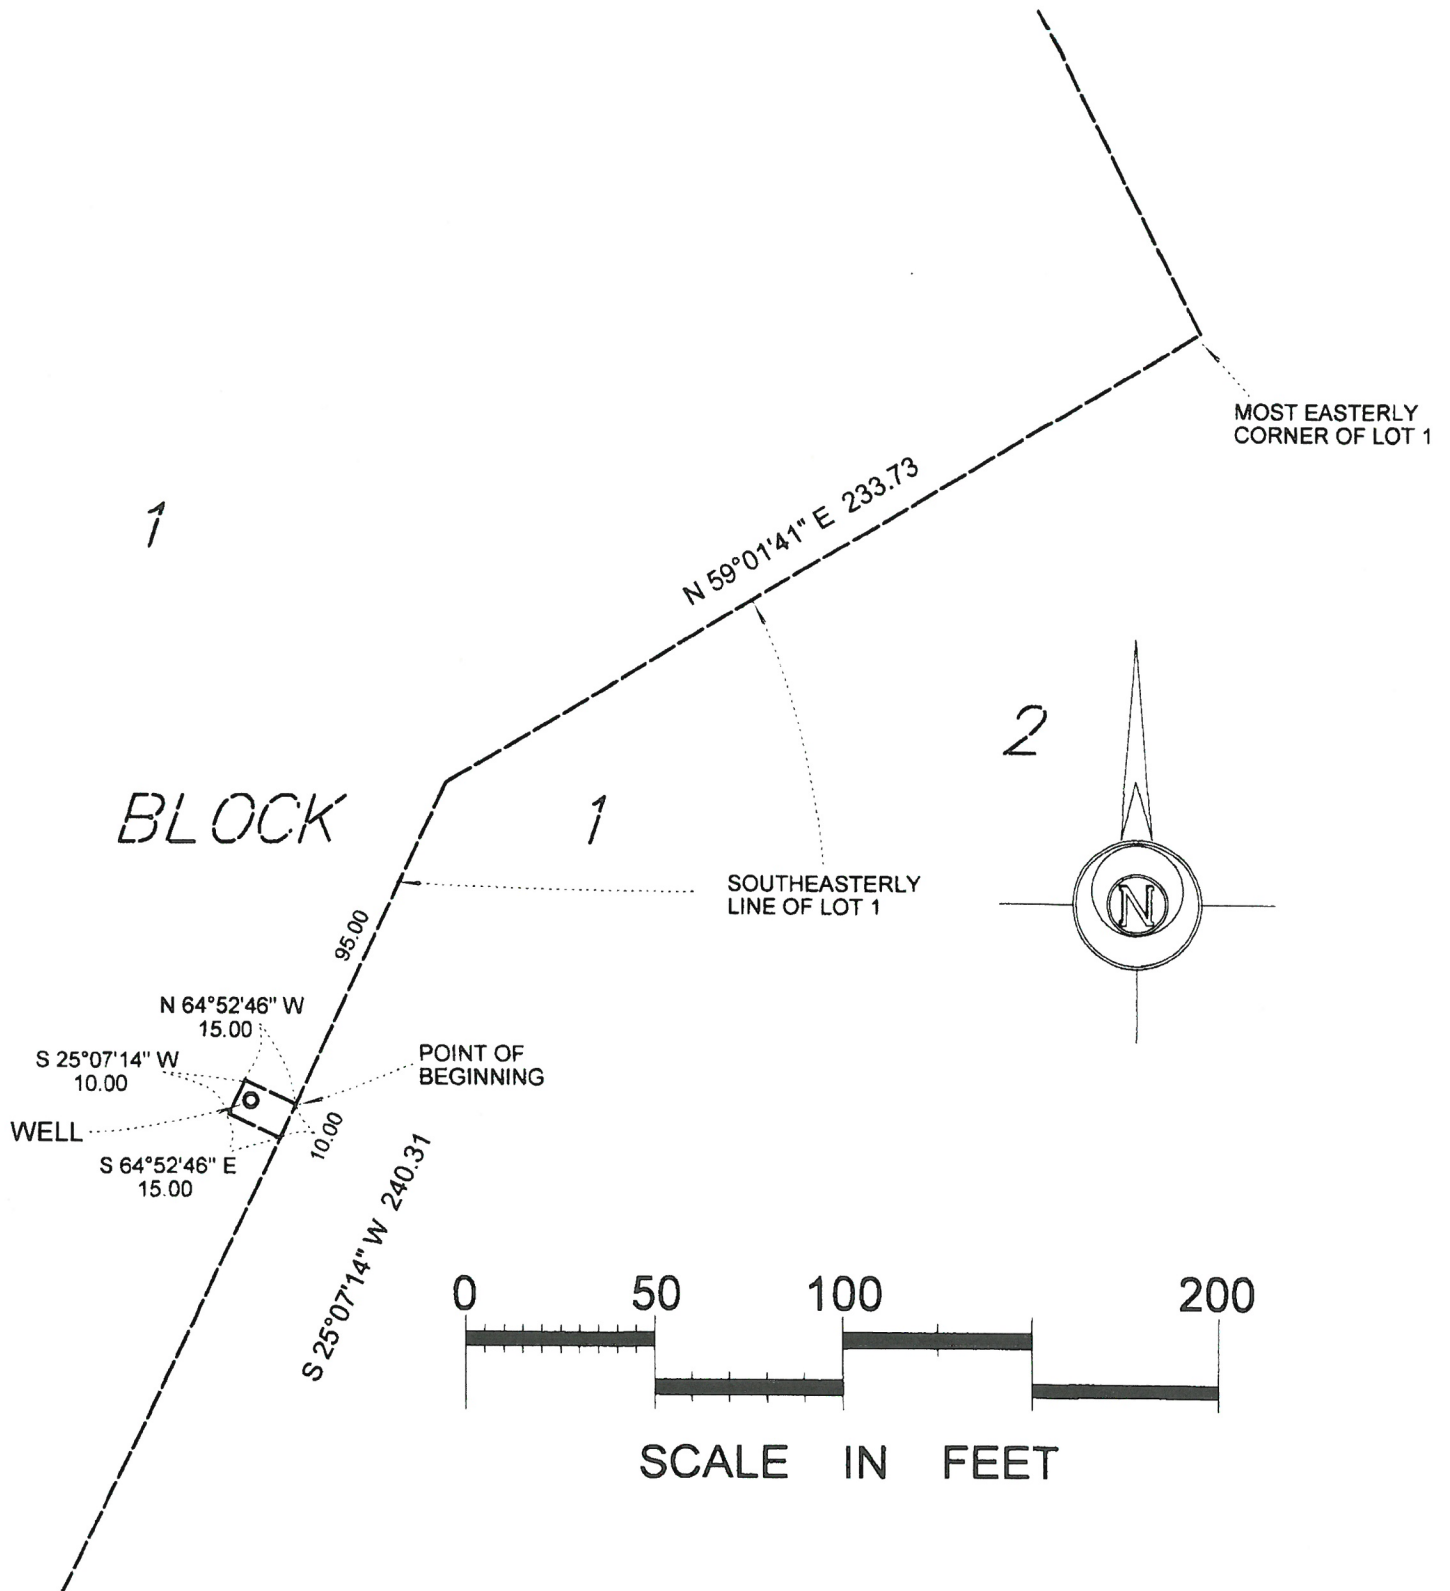 MOST EASTERLY
CORNER OF LOT 1
N 59°01'41" E 233.73
1
2
BLOCK
1
SOUTHEASTERLY
LINE OF LOT 1
N
95.00
N 64°52'46" W
15.00
S 25°07'14" W
10.00
POINT OF
BEGINNING
WELL
10.00
S 64°52'46" E
15.00
S 25°07'14" W 240.31
0 50 100 200
SCALE IN FEET